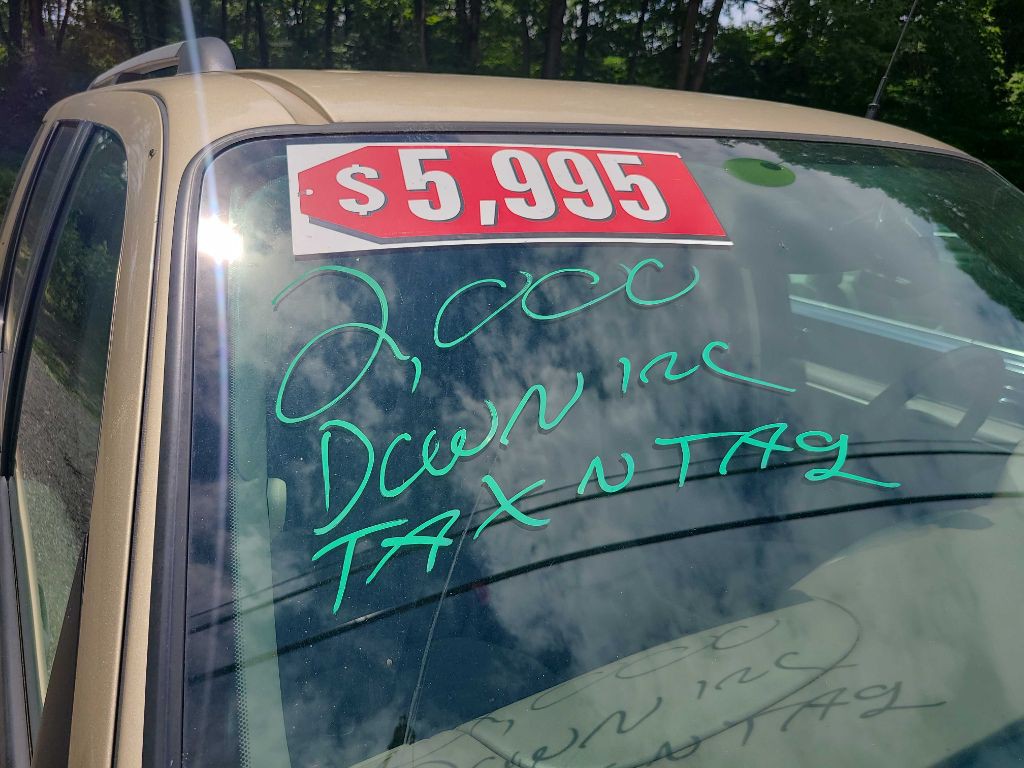 $5,995
2,000
DOWN inc
TAX N TAg